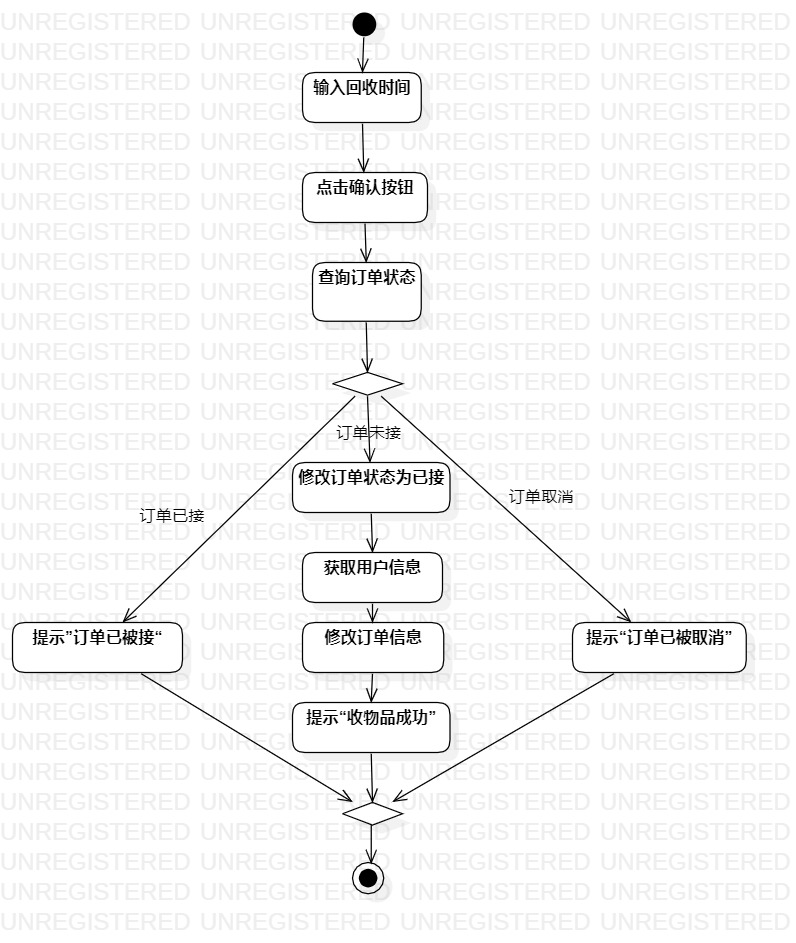 输入回收时间
点击确认按钮
查询订单状态
订单未接
修改订单状态为已接
订单取消
订单已接
获取用户信息
提示”订单已被接“
修改订单信息
提示“订单已被取消”
提示“收物品成功”
UNREGISTERED UNREGISTERED UNREGISTERED UNREGISTERED